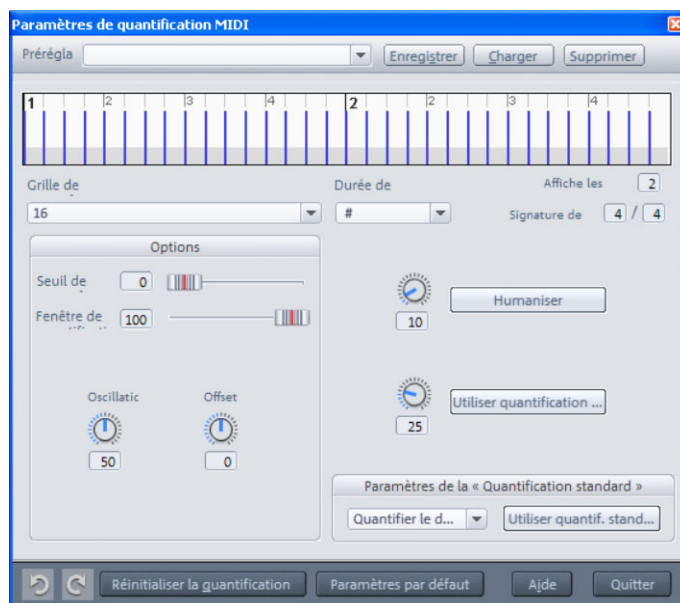 Paramètres de quantification MIDI
Prérégla Enregistrer Charger Supprimer
1 2 3 4 2 2 3 4
Grille de Durée de Affiche les 2
16 # Signature de 4 / 4
Options
Seuil de 0
Fenêtre de 100
10 Humaniser
Oscillatic Offset
50 0
25 Utiliser quantification ...
Paramètres de la « Quantification standard »
Quantifier le d... Utiliser quantif. stand...
Réinitialiser la quantification Paramètres par défaut Aide Quitter